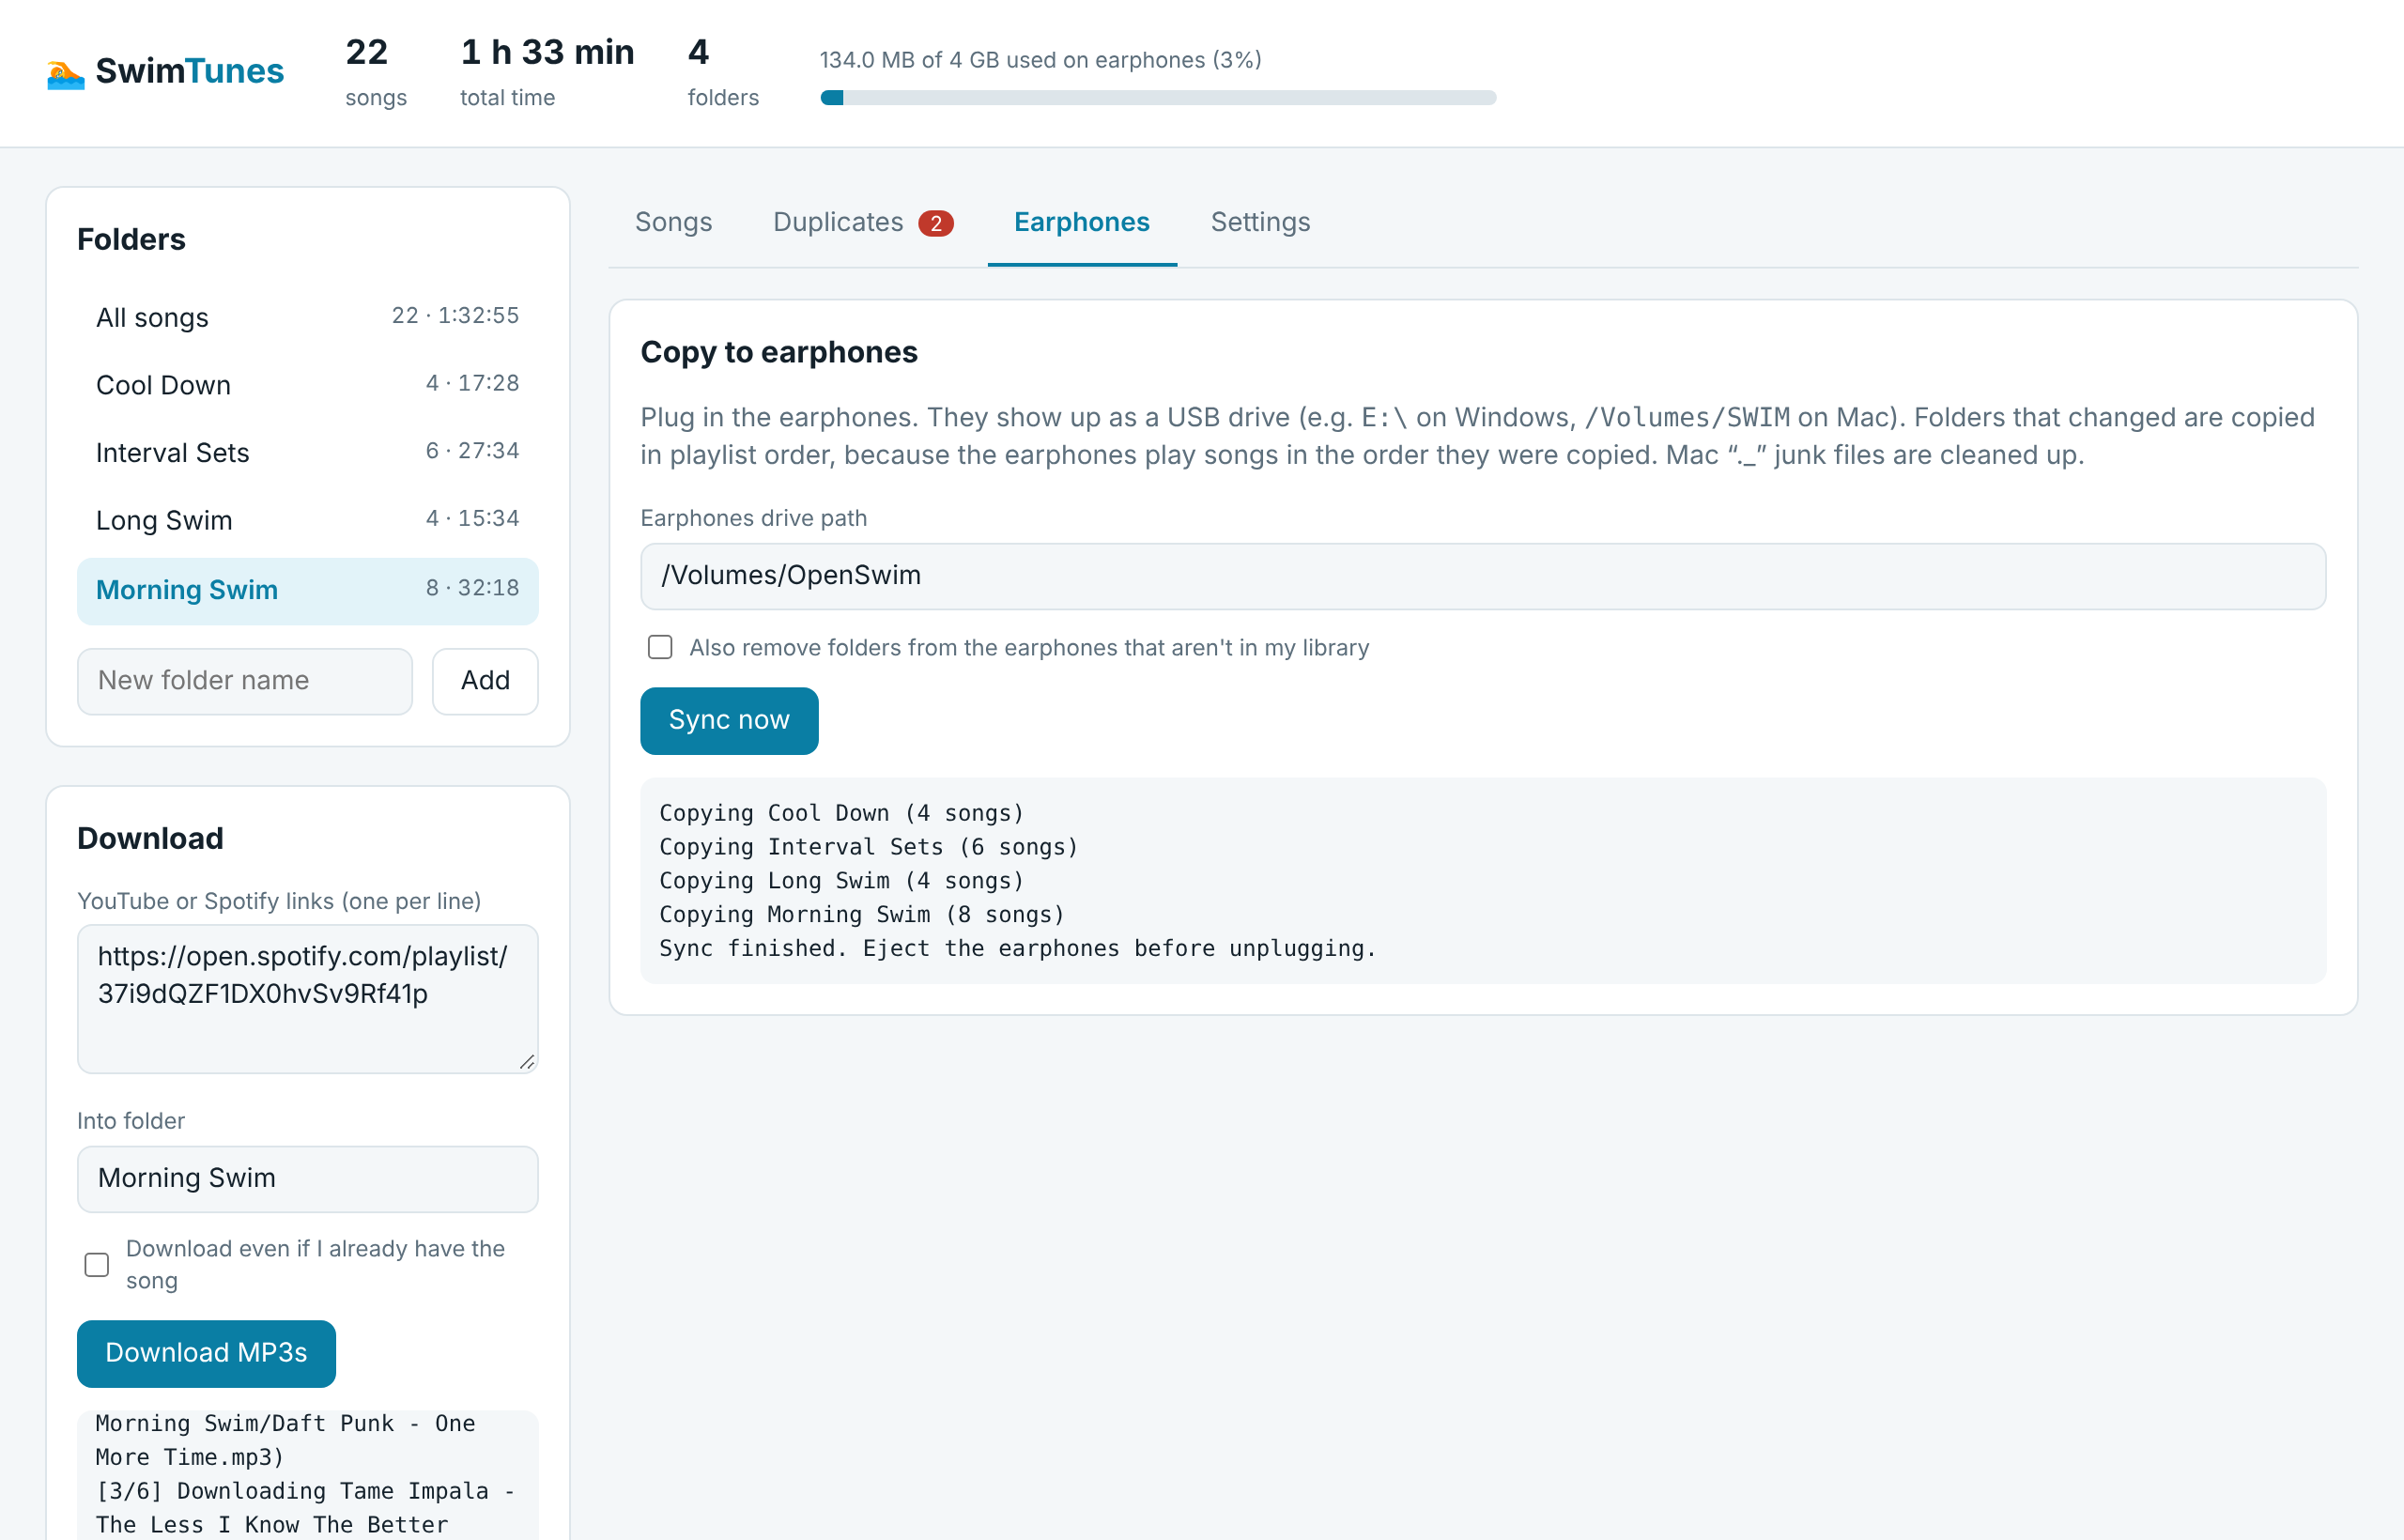 SwimTunes
22
songs
1 h 33 min
total time
4
folders
134.0 MB of 4 GB used on earphones (3%)
Folders
All songs 22 · 1:32:55
Cool Down 4 · 17:28
Interval Sets 6 · 27:34
Long Swim 4 · 15:34
Morning Swim 8 · 32:18
New folder name Add
Download
YouTube or Spotify links (one per line)
https://open.spotify.com/playlist/
37i9dQZF1DX0hvSv9Rf41p
Into folder
Morning Swim
Download even if I already have the
song
Download MP3s
Morning Swim/Daft Punk - One
More Time.mp3)
[3/6] Downloading Tame Impala -
The Less I Know The Better
Songs Duplicates 2 Earphones Settings
Copy to earphones
Plug in the earphones. They show up as a USB drive (e.g. E:\ on Windows, /Volumes/SWIM on Mac). Folders that changed are copied
in playlist order, because the earphones play songs in the order they were copied. Mac “._” junk files are cleaned up.
Earphones drive path
/Volumes/OpenSwim
Also remove folders from the earphones that aren't in my library
Sync now
Copying Cool Down (4 songs)
Copying Interval Sets (6 songs)
Copying Long Swim (4 songs)
Copying Morning Swim (8 songs)
Sync finished. Eject the earphones before unplugging.